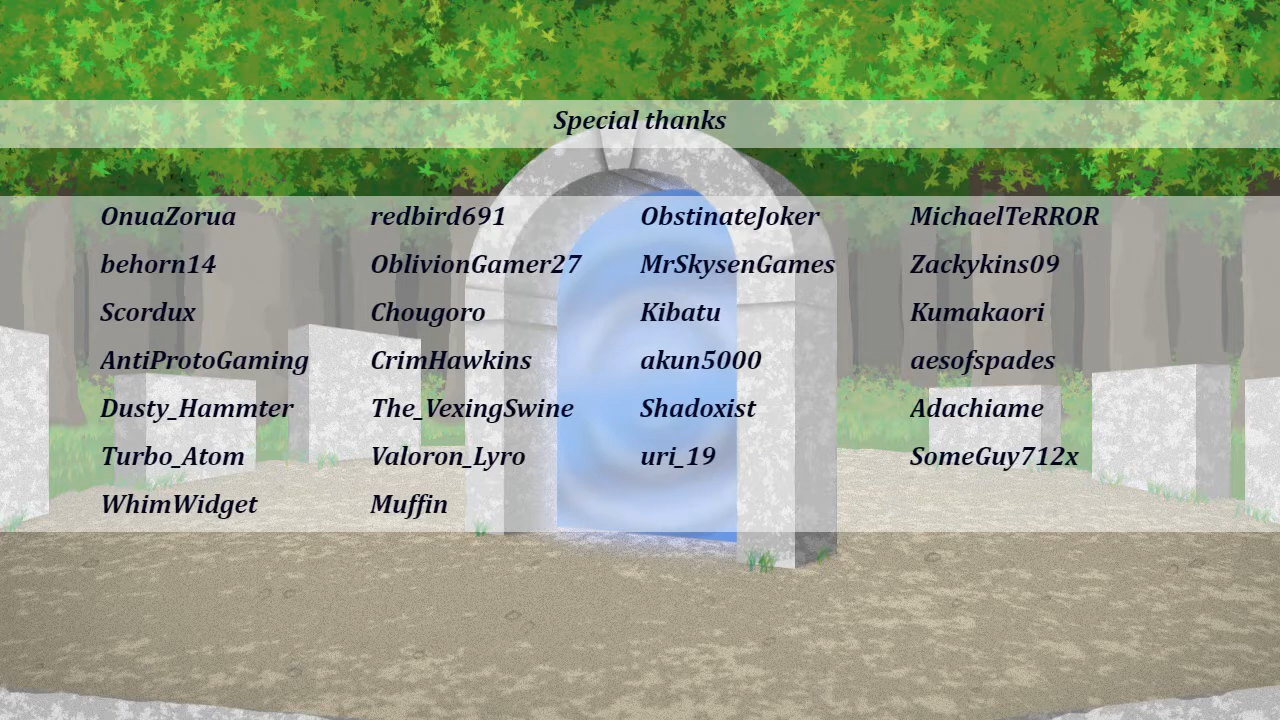 Special thanks
OnuaZorua redbird691 ObstinateJoker MichaelTeRROR
behorn14 OblivionGamer27 MrSkysenGames Zackykins09
Scordux Chougoro Kibatu Kumakaori
AntiProtoGaming CrimHawkins akun5000 aesofspades
Dusty_Hammter The_VexingSwine Shadoxist Adachiame
Turbo_Atom Valoron_Lyro uri_19 SomeGuy712x
WhimWidget Muffin